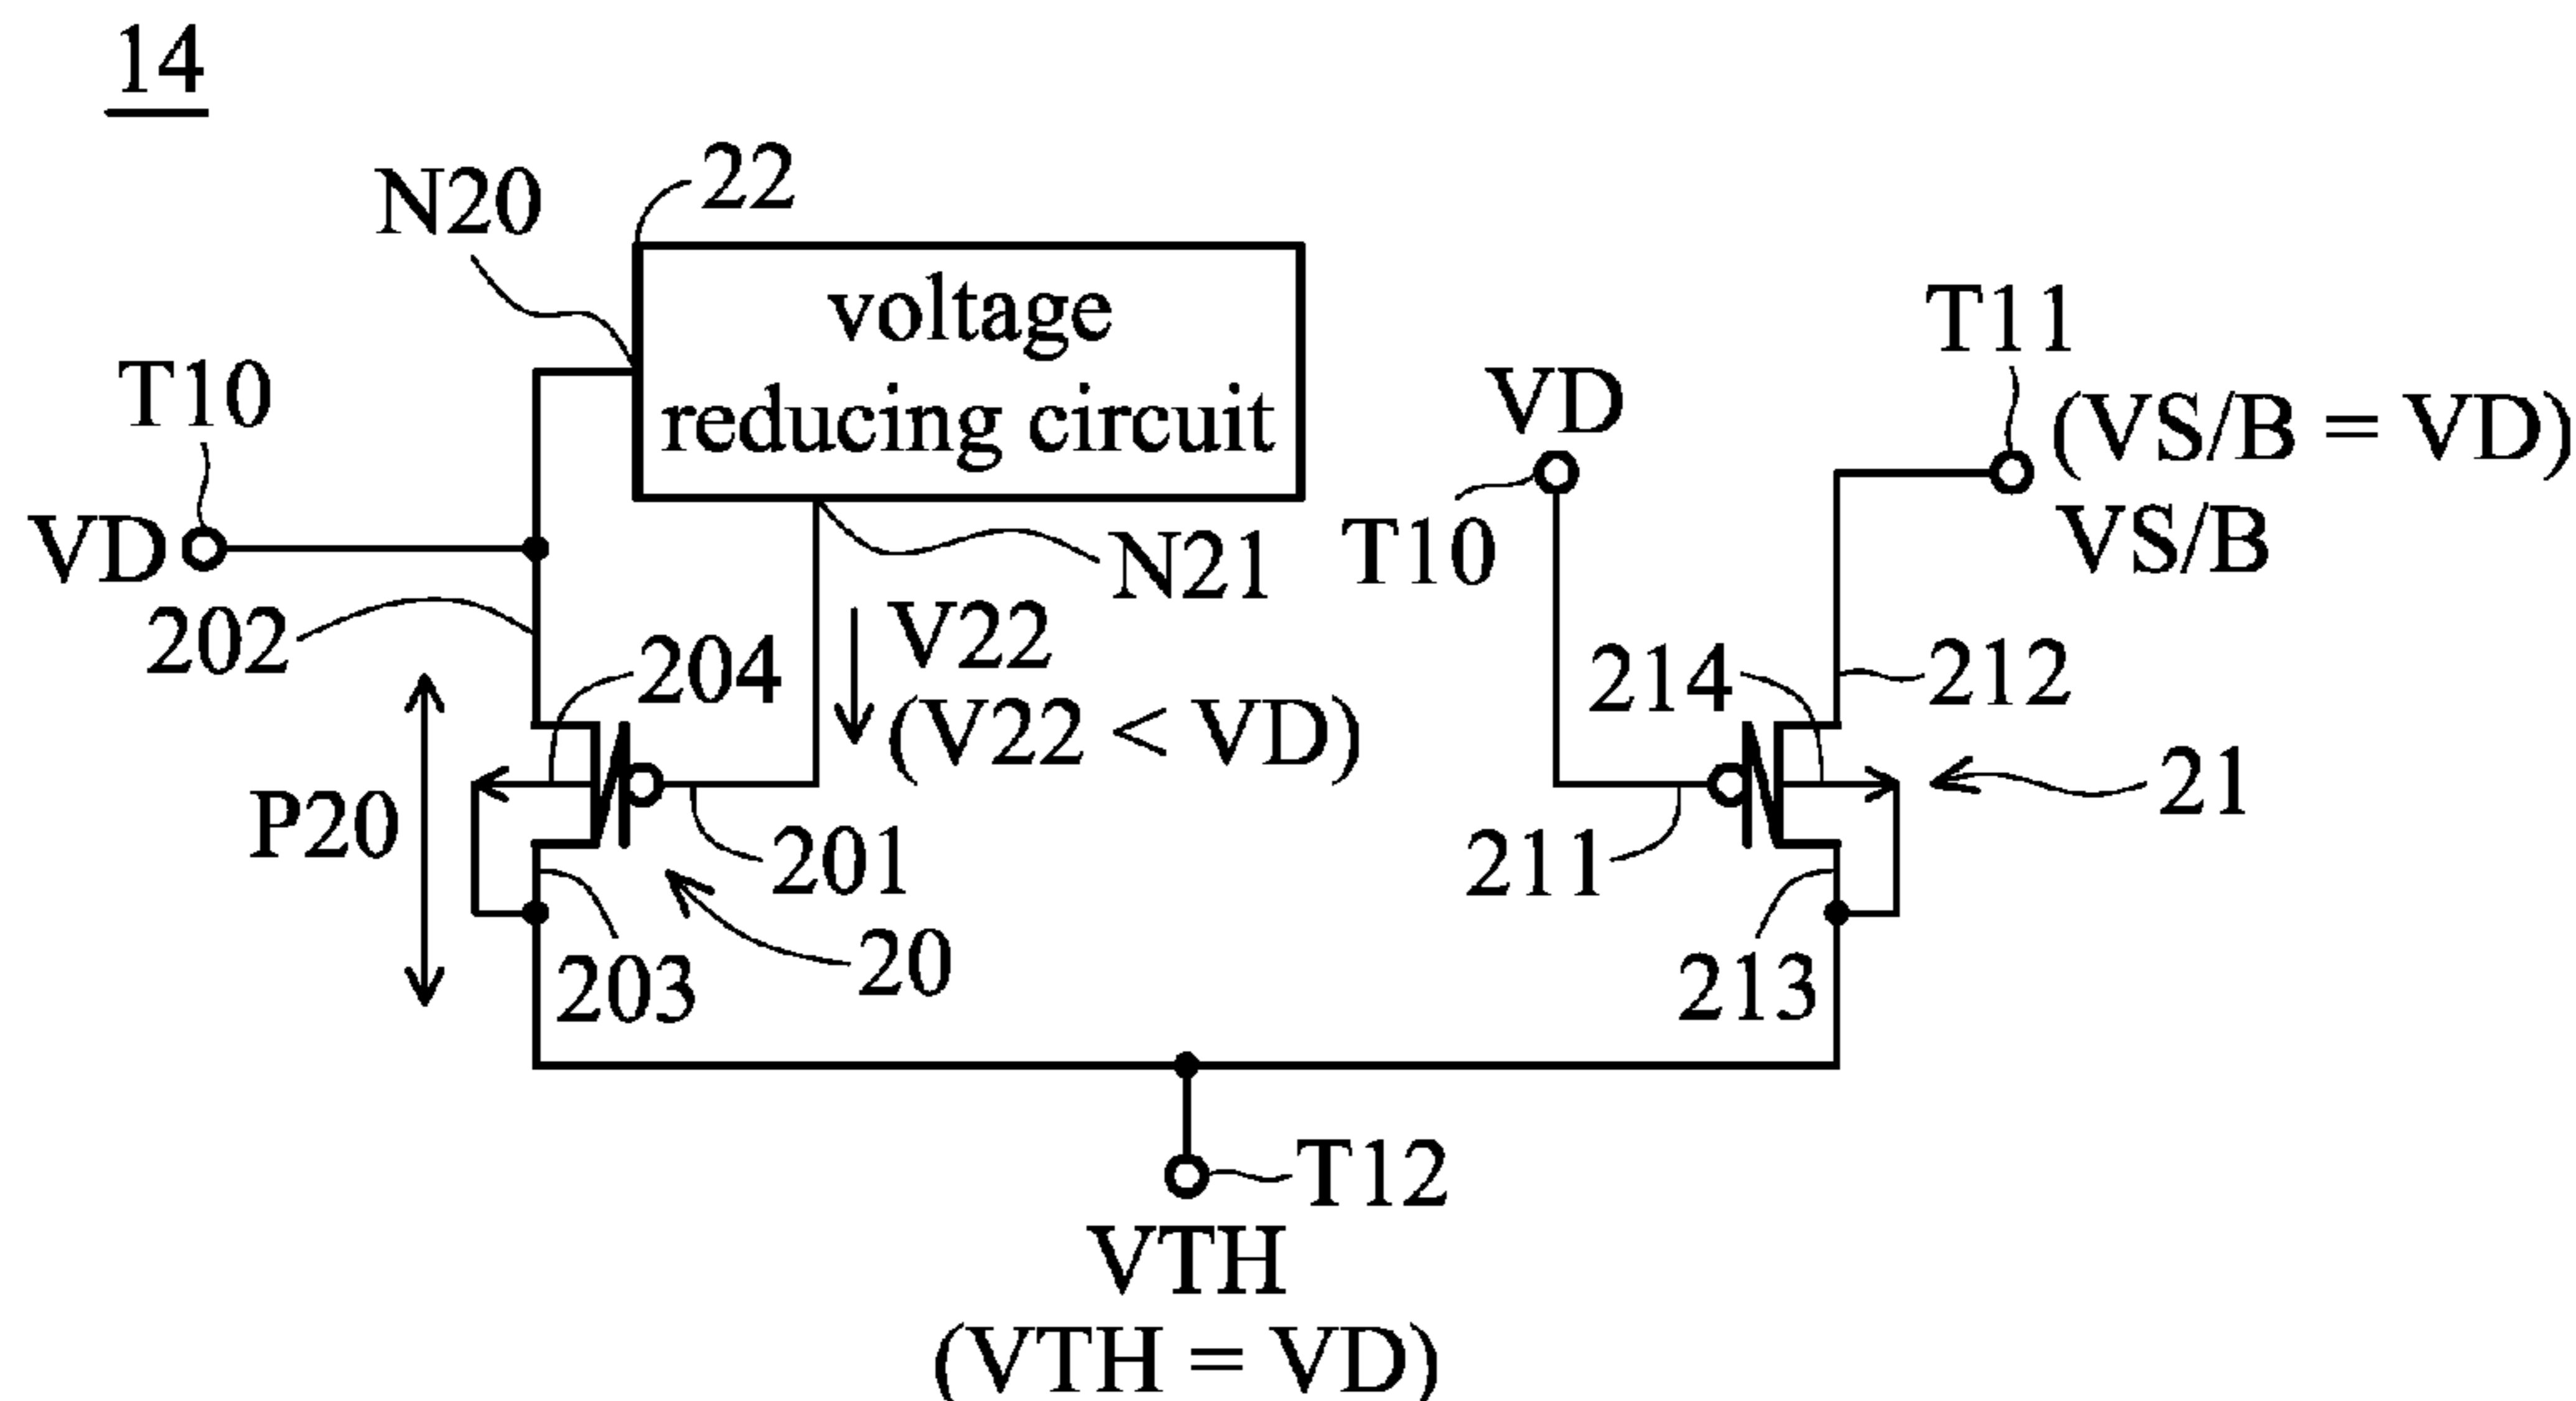 14
22
N20
voltage
reducing circuit
T10
VD
T11
(VS/B = VD)
VS/B
VD
T10
N21
202
204
V22
(V22 < VD)
214
212
P20
201
211
21
203
20
213
T12
VTH
(VTH = VD)